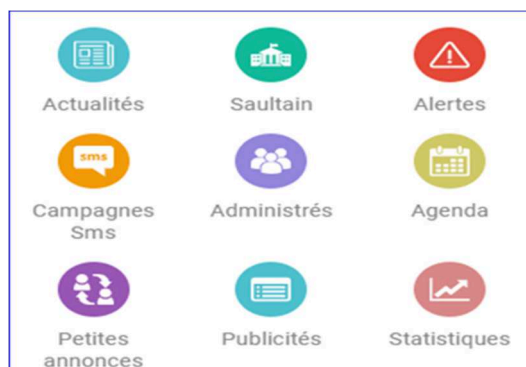 Actualités Saultain Alertes
sms
Campagnes Sms Administrés Agenda
Petites annonces Publicités Statistiques